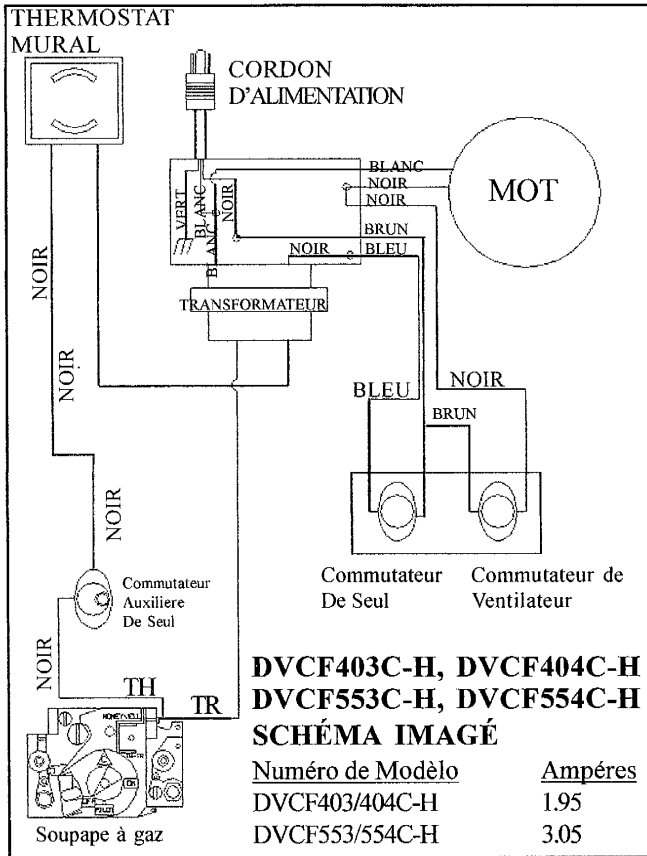 THERMOSTAT
MURAL
CORDON
D'ALIMENTATION
BLANC
NOIR
NOIR
MOT
VERT
BLANC
BLANC
NOIR
BRUN
NOIR
BLEU
TRANSFORMATEUR
NOIR
NOIR
BLEU
NOIR
BRUN
NOIR
Commutateur
Auxiliere
De Seul
Commutateur
De Seul
Commutateur de
Ventilateur
NOIR
TH
TR
HONEYWELL
PILOT
Soupape à gaz
DVCF403C-H, DVCF404C-H
DVCF553C-H, DVCF554C-H
SCHÉMA IMAGÉ
Numéro de Modèlo Ampéres
DVCF403/404C-H 1.95
DVCF553/554C-H 3.05